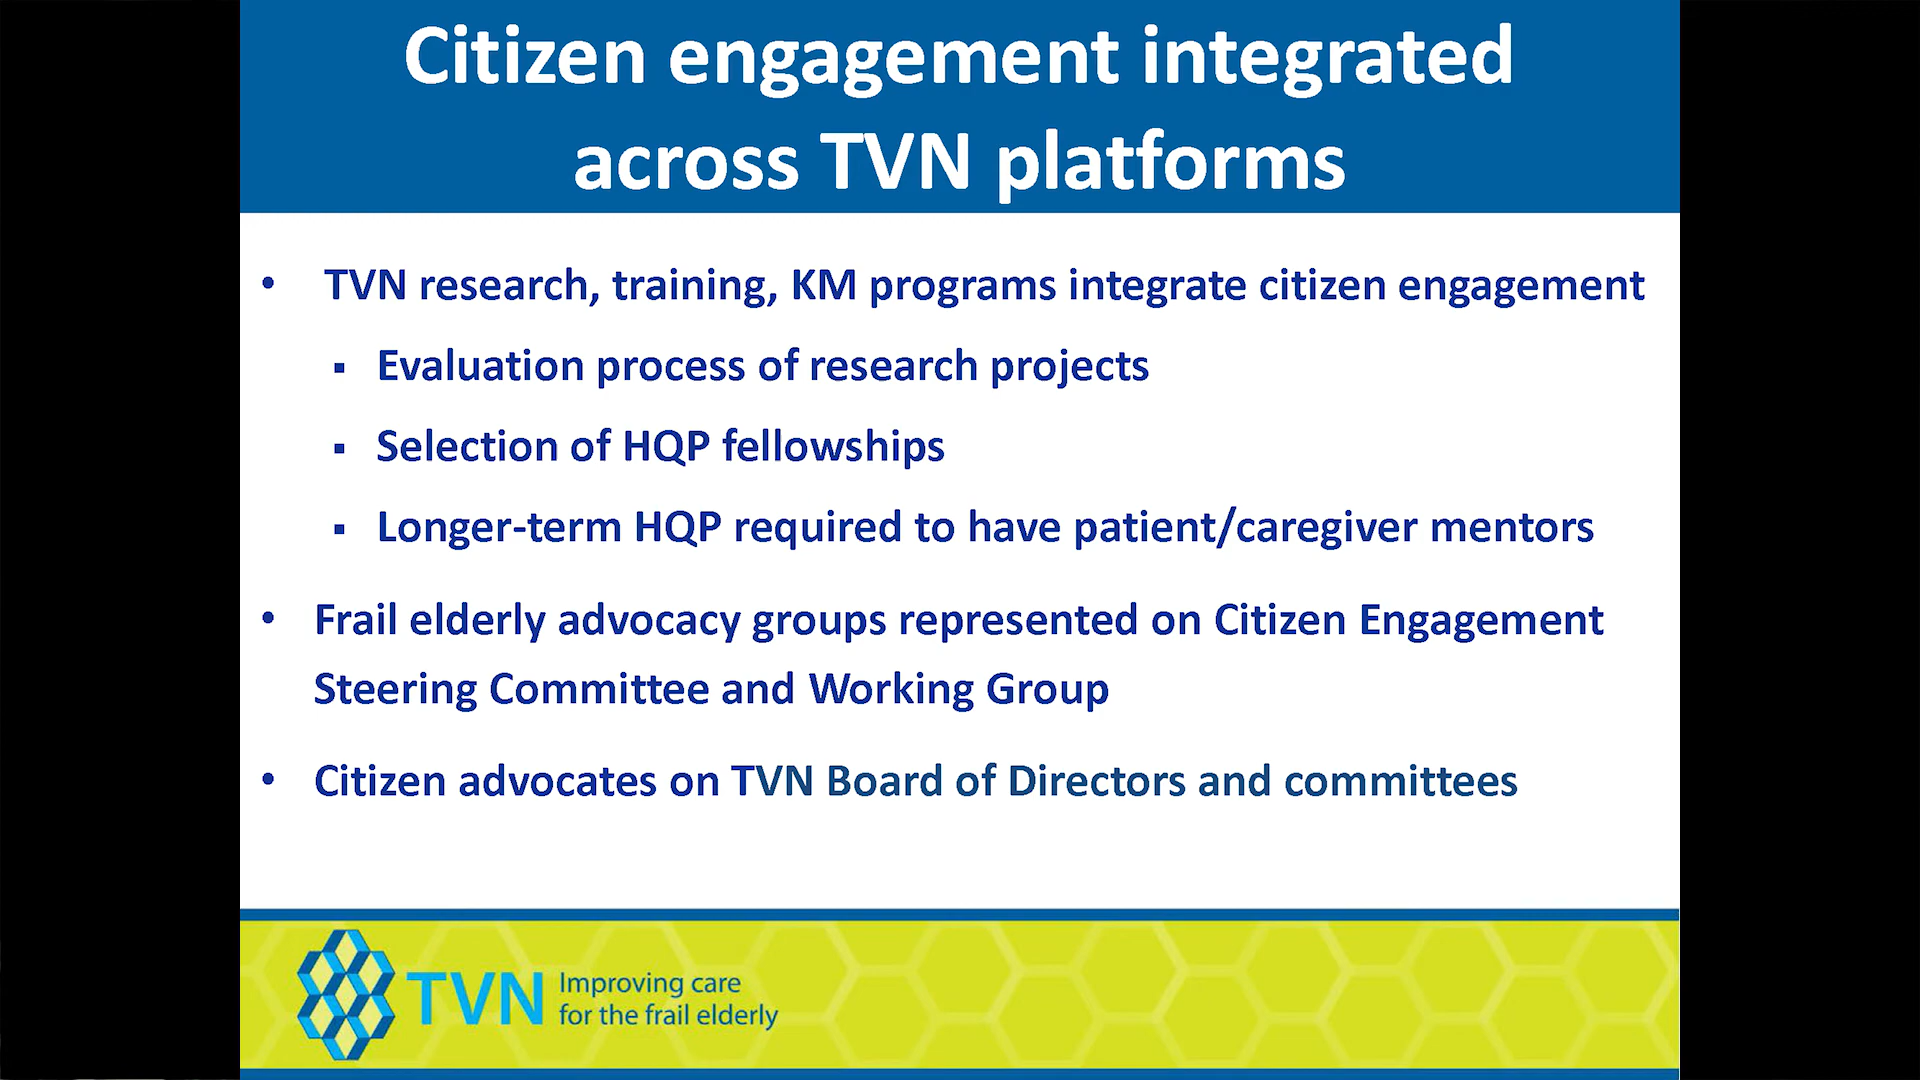 Citizen engagement integrated
across TVN platforms
• TVN research, training, KM programs integrate citizen engagement
▪ Evaluation process of research projects
▪ Selection of HQP fellowships
▪ Longer-term HQP required to have patient/caregiver mentors
• Frail elderly advocacy groups represented on Citizen Engagement
Steering Committee and Working Group
• Citizen advocates on TVN Board of Directors and committees
TVN
Improving care
for the frail elderly